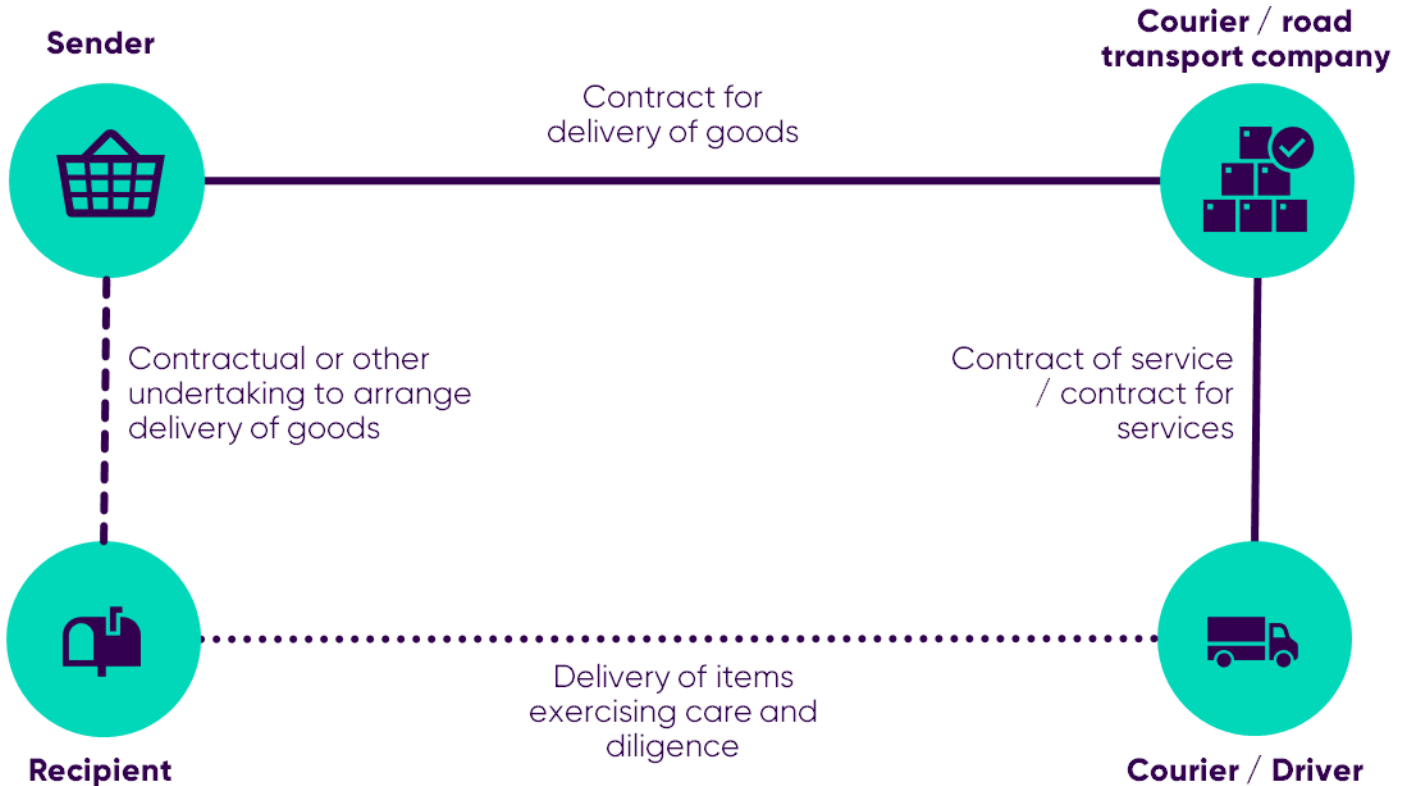 Sender
Courier / road
transport company
Contract for
delivery of goods
Contractual or other
undertaking to arrange
delivery of goods
Contract of service
/ contract for
services
Delivery of items
exercising care and
diligence
Recipient
Courier / Driver